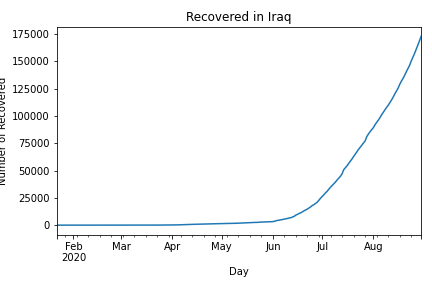 Recovered in Iraq
Number of Recovered
175000
150000
125000
100000
75000
50000
25000
0
Feb
2020
Mar
Apr
May
Jun
Jul
Aug
Day